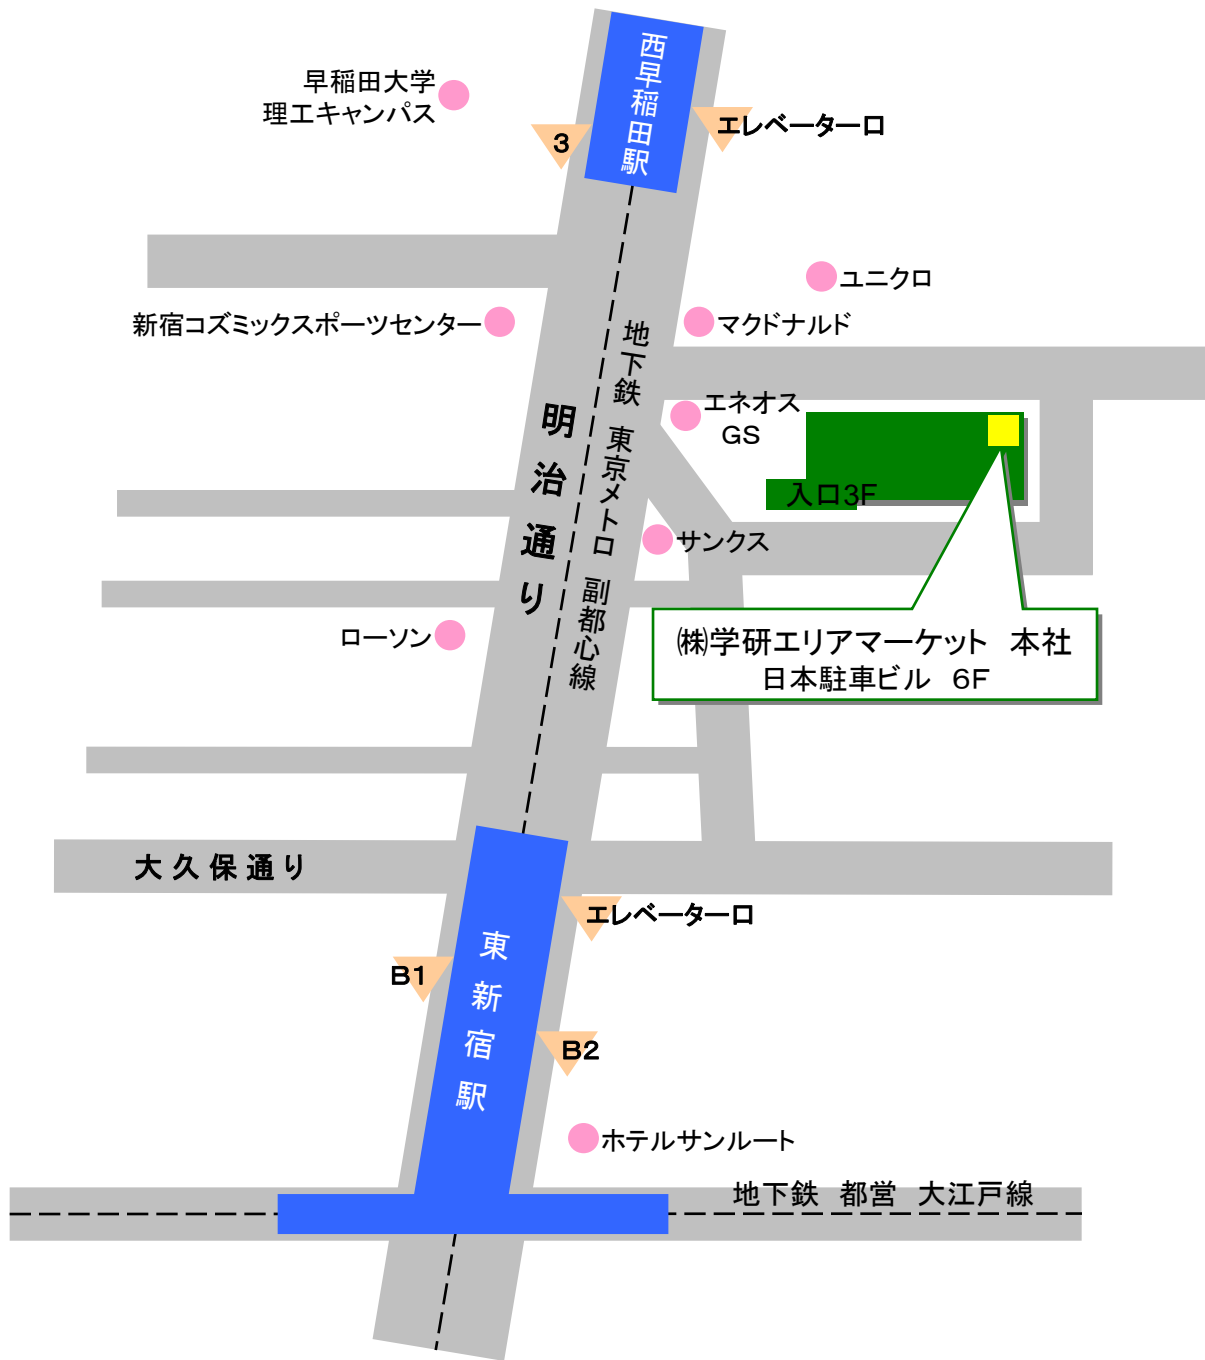 西早稲田駅
早稲田大学
理工キャンパス
3
エレベーター口
ユニクロ
新宿コズミックスポーツセンター
マクドナルド
地下鉄 東京メトロ 副都心線
明治通り
エネオス
GS
入口3F
サンクス
ローソン
㈱学研エリアマーケット 本社
日本駐車ビル 6F
大久保通り
エレベーター口
東新宿駅
B1
B2
ホテルサンルート
地下鉄 都営 大江戸線